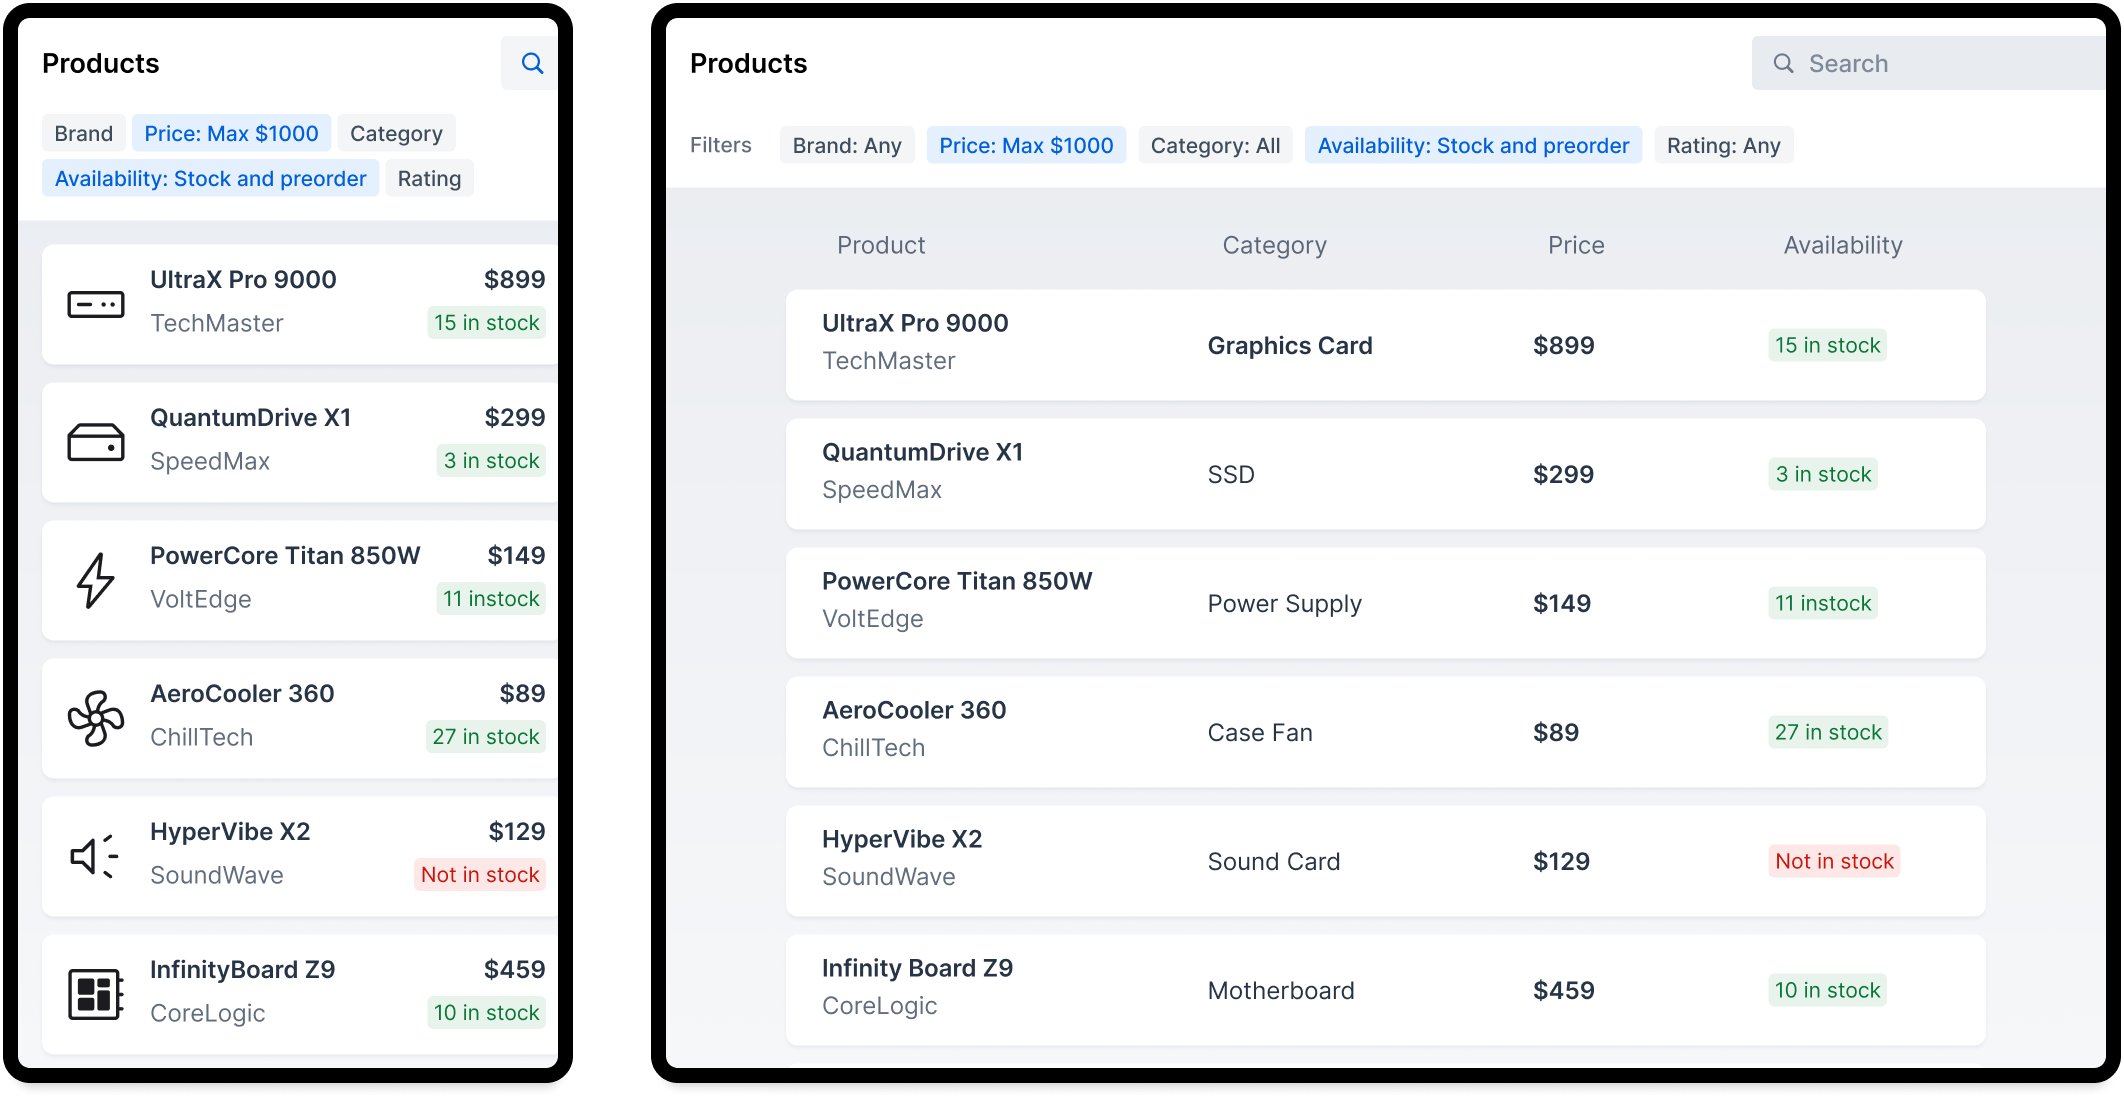 Products
Brand Price: Max $1000 Category
Availability: Stock and preorder Rating
UltraX Pro 9000 $899
TechMaster 15 in stock
QuantumDrive X1 $299
SpeedMax 3 in stock
PowerCore Titan 850W $149
VoltEdge 11 instock
AeroCooler 360 $89
ChillTech 27 in stock
HyperVibe X2 $129
SoundWave Not in stock
InfinityBoard Z9 $459
CoreLogic 10 in stock
Products Search
Filters Brand: Any Price: Max $1000 Category: All Availability: Stock and preorder Rating: Any
Product Category Price Availability
UltraX Pro 9000
TechMaster
Graphics Card $899 15 in stock
QuantumDrive X1
SpeedMax
SSD $299 3 in stock
PowerCore Titan 850W
VoltEdge
Power Supply $149 11 instock
AeroCooler 360
ChillTech
Case Fan $89 27 in stock
HyperVibe X2
SoundWave
Sound Card $129 Not in stock
Infinity Board Z9
CoreLogic
Motherboard $459 10 in stock